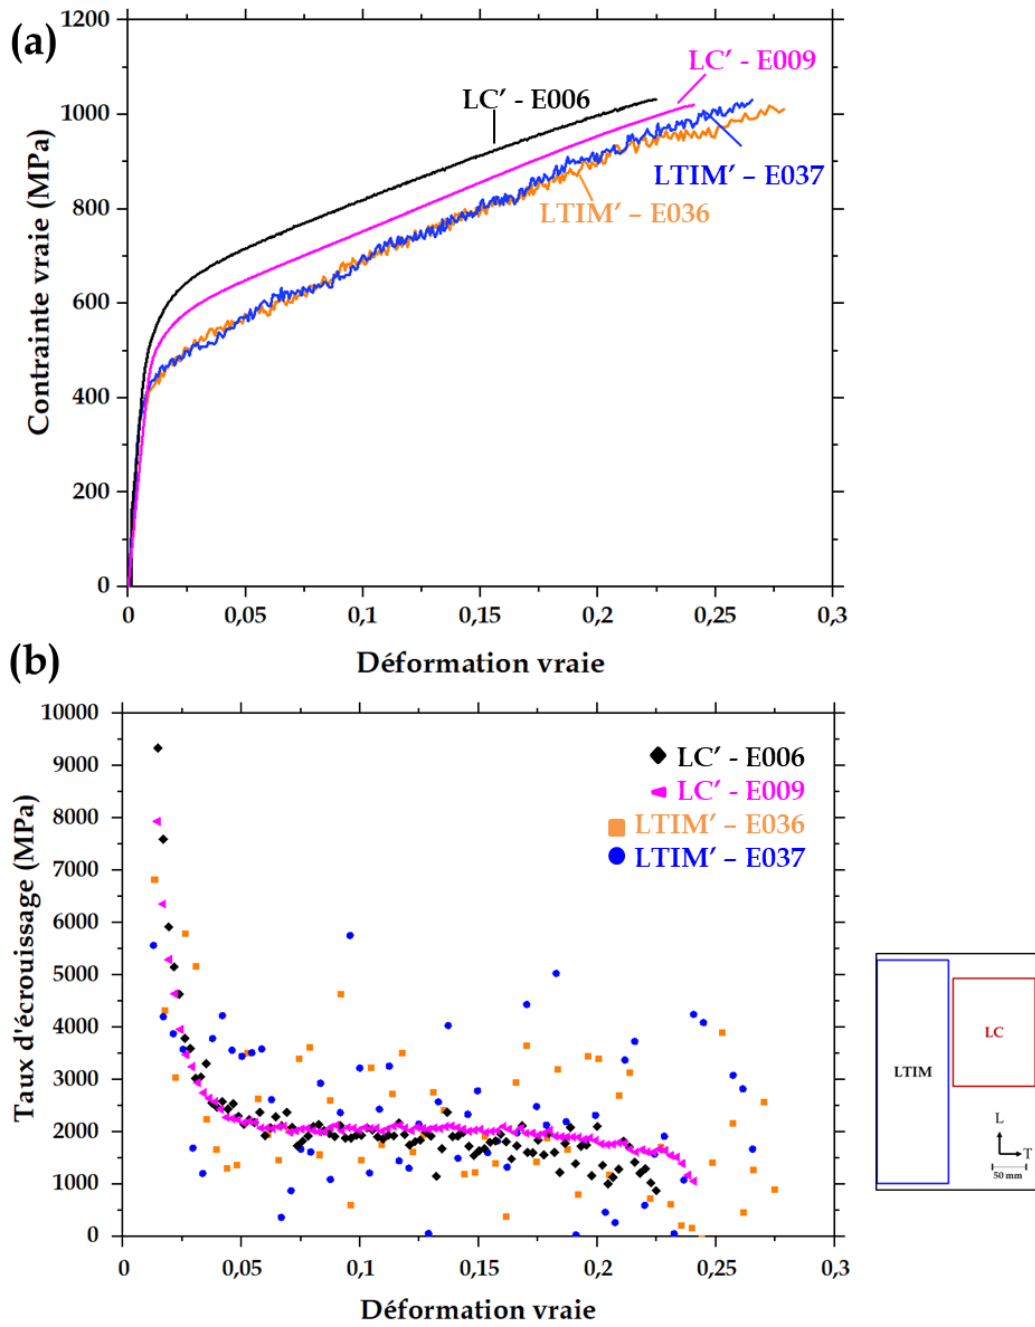 (a)
1200
1000
800
600
400
200
0
Contrainte vraie (MPa)
LC′ - E009
LC′ - E006
LTIM′ – E037
LTIM′ – E036
0
0,05
0,1
0,15
0,2
0,25
0,3
Déformation vraie
(b)
10000
9000
8000
7000
6000
5000
4000
3000
2000
1000
0
Taux d'écrouissage (MPa)
LC′ - E006
LC′ - E009
LTIM′ – E036
LTIM′ – E037
0
0,05
0,1
0,15
0,2
0,25
0,3
Déformation vraie
LTIM
LC
L
T
50 mm